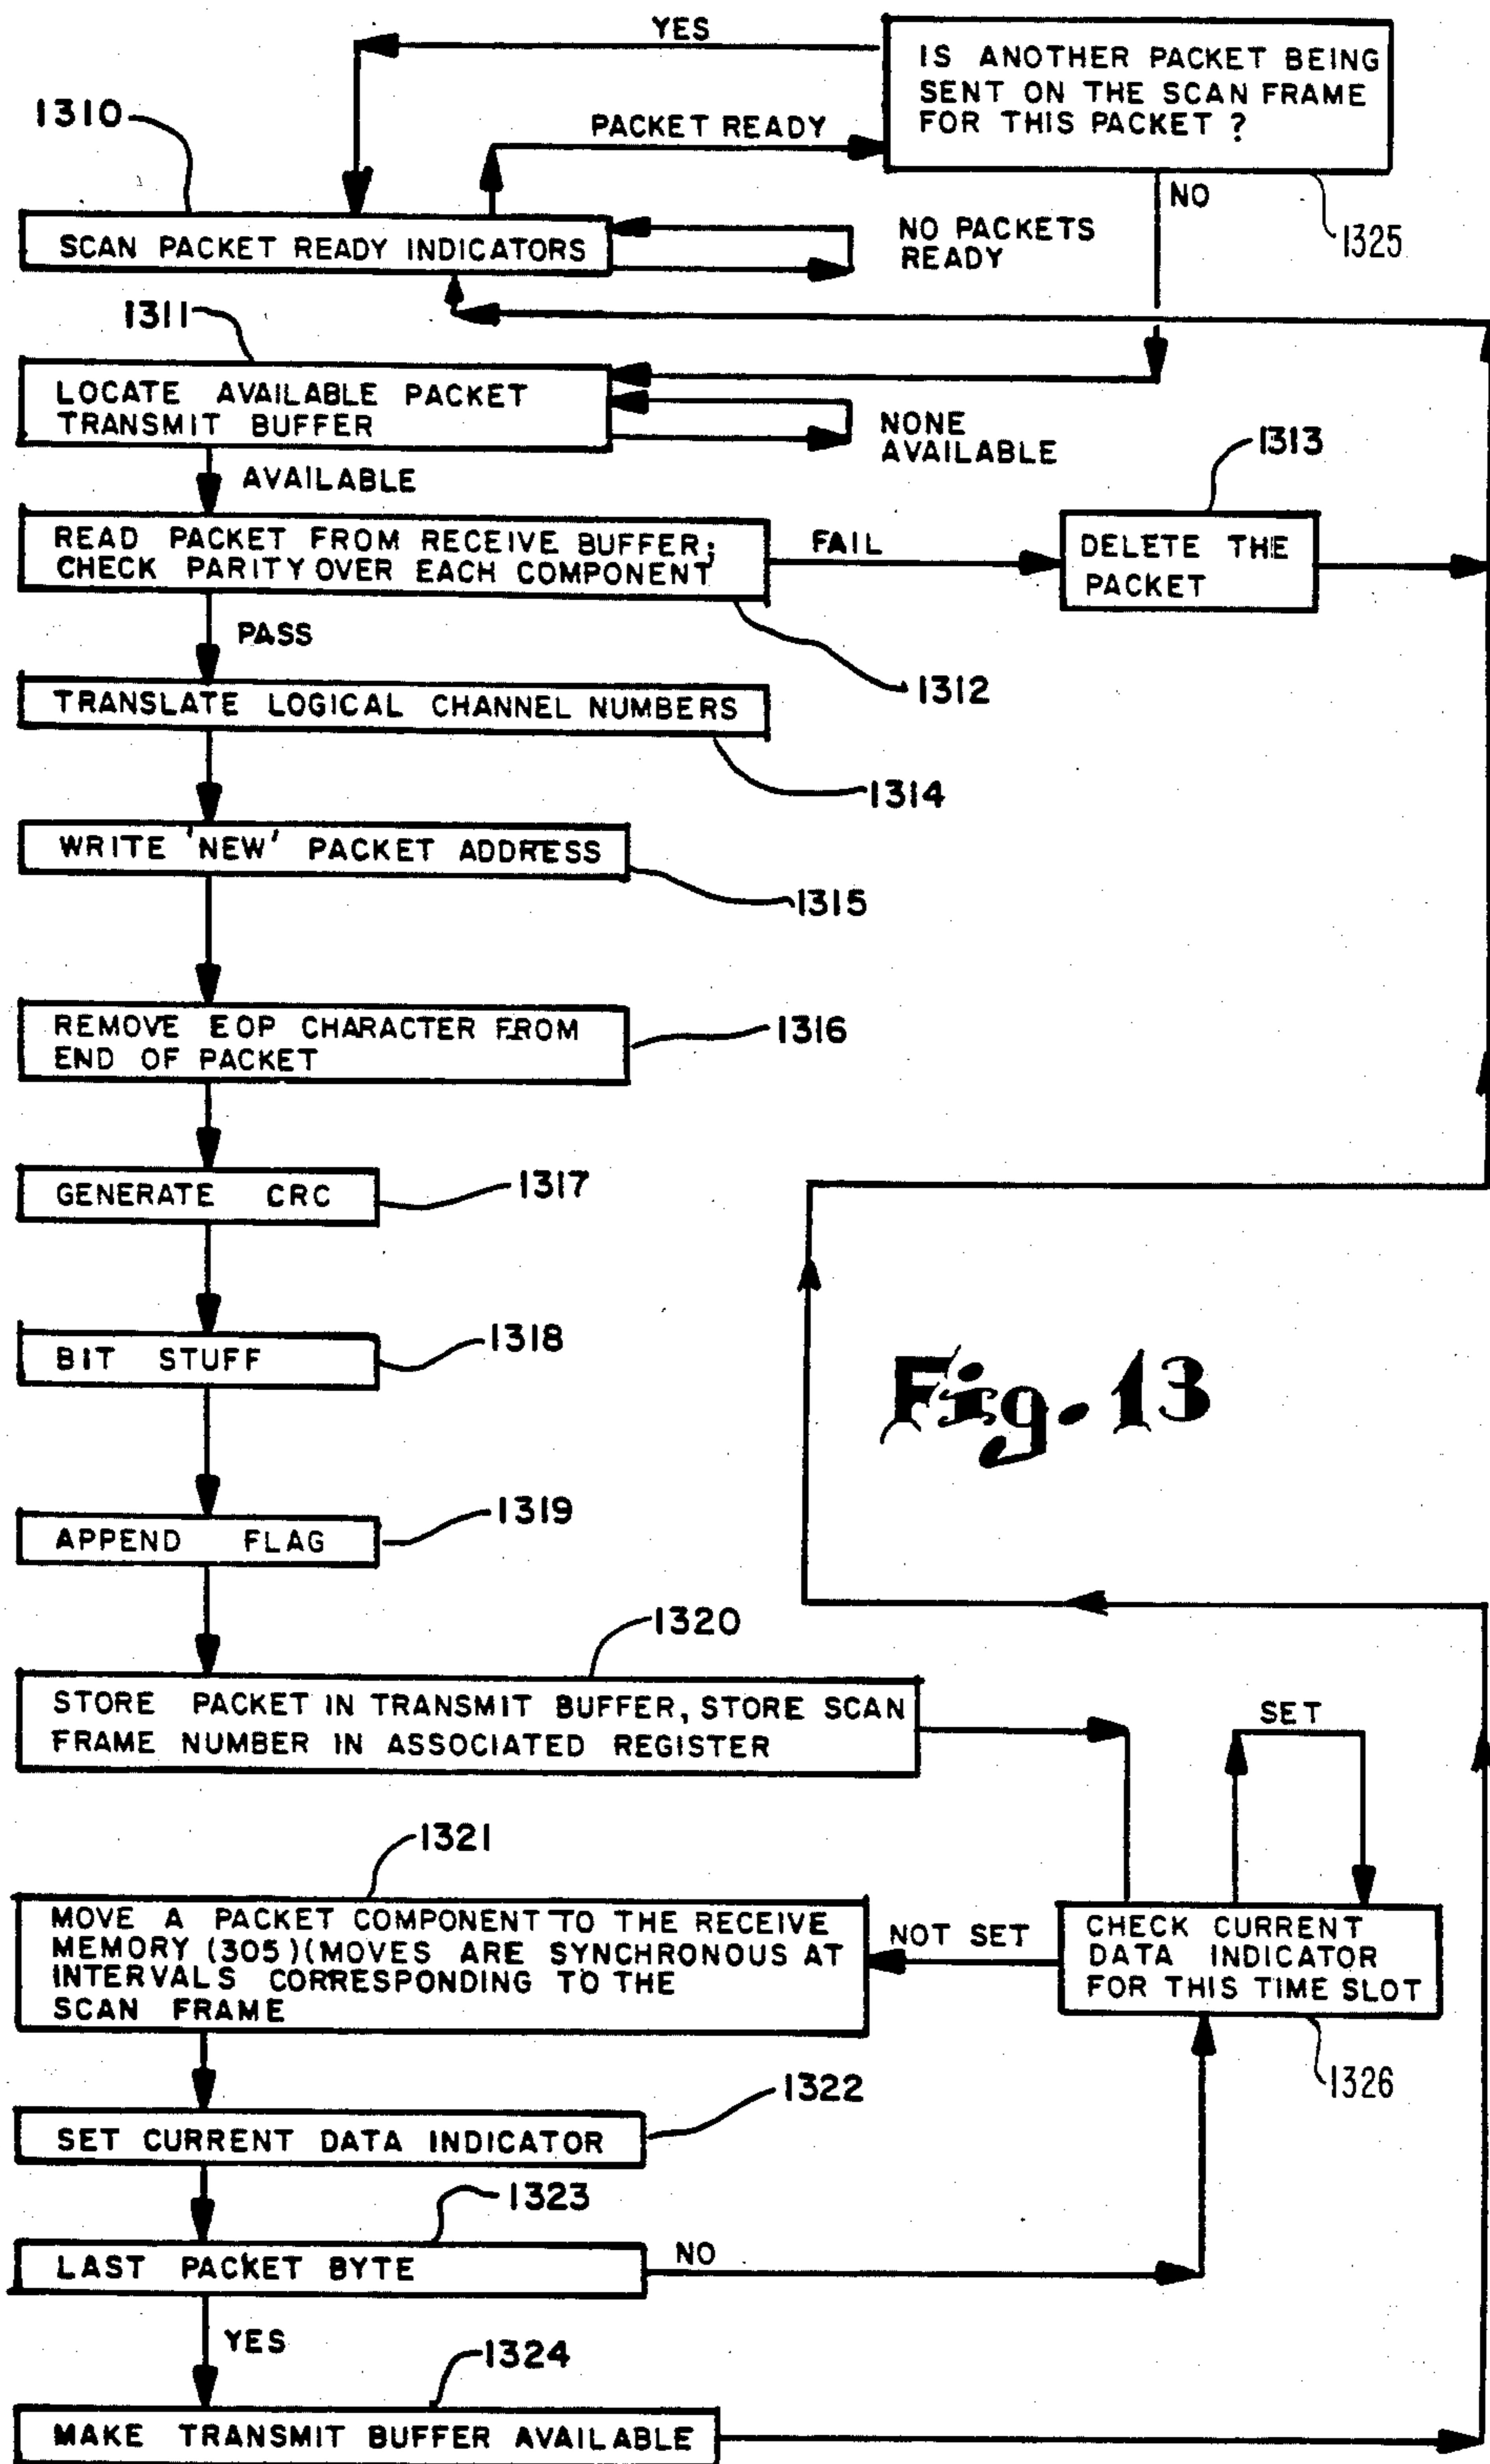 YES
IS ANOTHER PACKET BEING
SENT ON THE SCAN FRAME
FOR THIS PACKET ?
1310
PACKET READY
NO
1325
SCAN PACKET READY INDICATORS
NO PACKETS
READY
1311
LOCATE AVAILABLE PACKET
TRANSMIT BUFFER
NONE
AVAILABLE
1313
AVAILABLE
READ PACKET FROM RECEIVE BUFFER;
CHECK PARITY OVER EACH COMPONENT
FAIL
DELETE THE
PACKET
PASS
1312
TRANSLATE LOGICAL CHANNEL NUMBERS
1314
WRITE 'NEW' PACKET ADDRESS
1315
REMOVE EOP CHARACTER FROM
END OF PACKET
1316
GENERATE CRC
1317
BIT STUFF
1318
Fig. 13
APPEND FLAG
1319
1320
STORE PACKET IN TRANSMIT BUFFER, STORE SCAN
FRAME NUMBER IN ASSOCIATED REGISTER
SET
1321
MOVE A PACKET COMPONENT TO THE RECEIVE
MEMORY (305)(MOVES ARE SYNCHRONOUS AT
INTERVALS CORRESPONDING TO THE
SCAN FRAME
NOT SET
CHECK CURRENT
DATA INDICATOR
FOR THIS TIME SLOT
1326
1322
SET CURRENT DATA INDICATOR
1323
LAST PACKET BYTE
NO
YES
1324
MAKE TRANSMIT BUFFER AVAILABLE